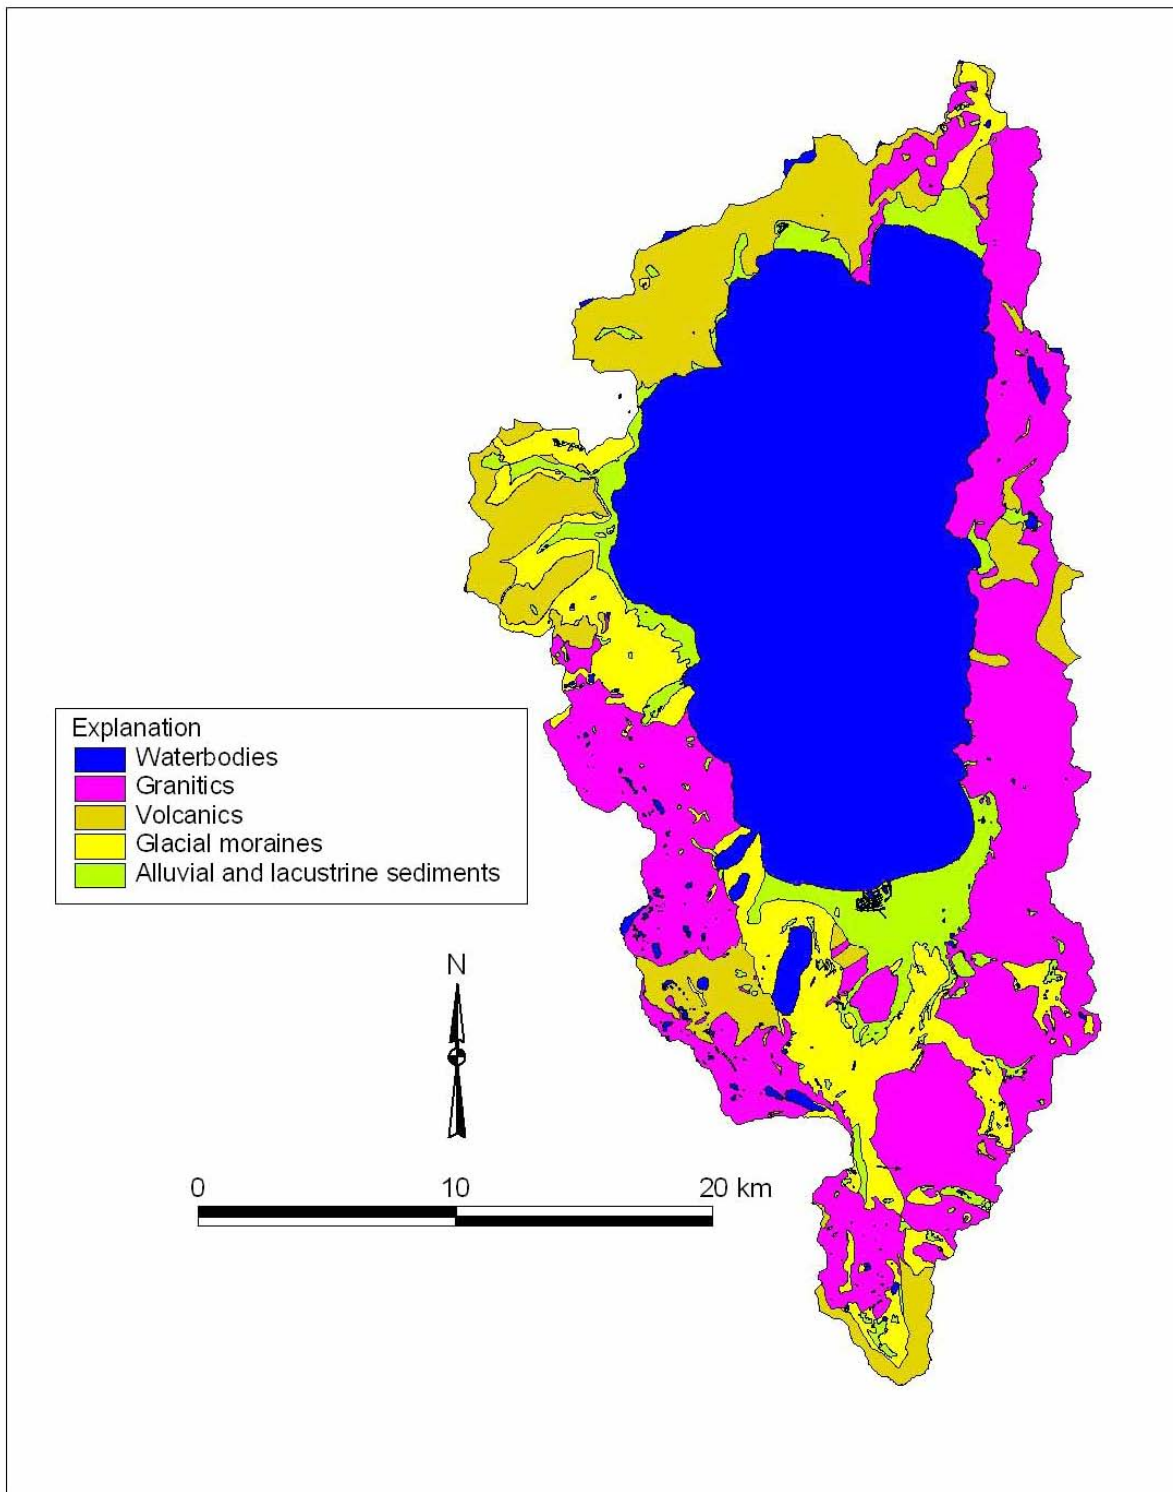 Explanation
Waterbodies
Granitics
Volcanics
Glacial moraines
Alluvial and lacustrine sediments
N
0 10 20 km